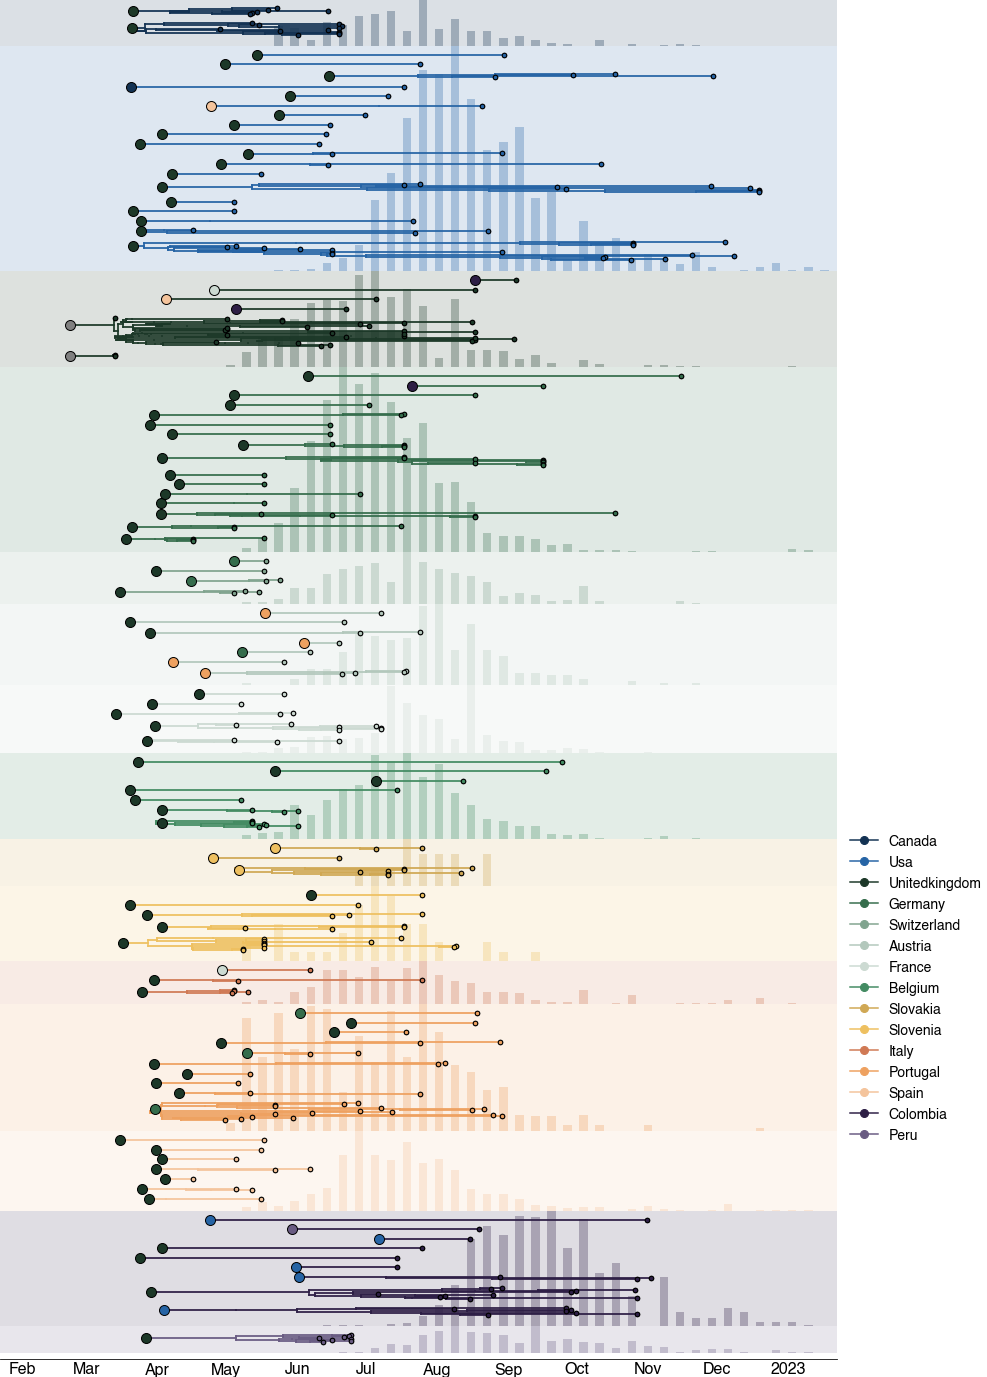 Canada
Usa
Unitedkingdom
Germany
Switzerland
Austria
France
Belgium
Slovakia
Slovenia
Italy
Portugal
Spain
Colombia
Peru
Feb Mar Apr May Jun Jul Aug Sep Oct Nov Dec 2023